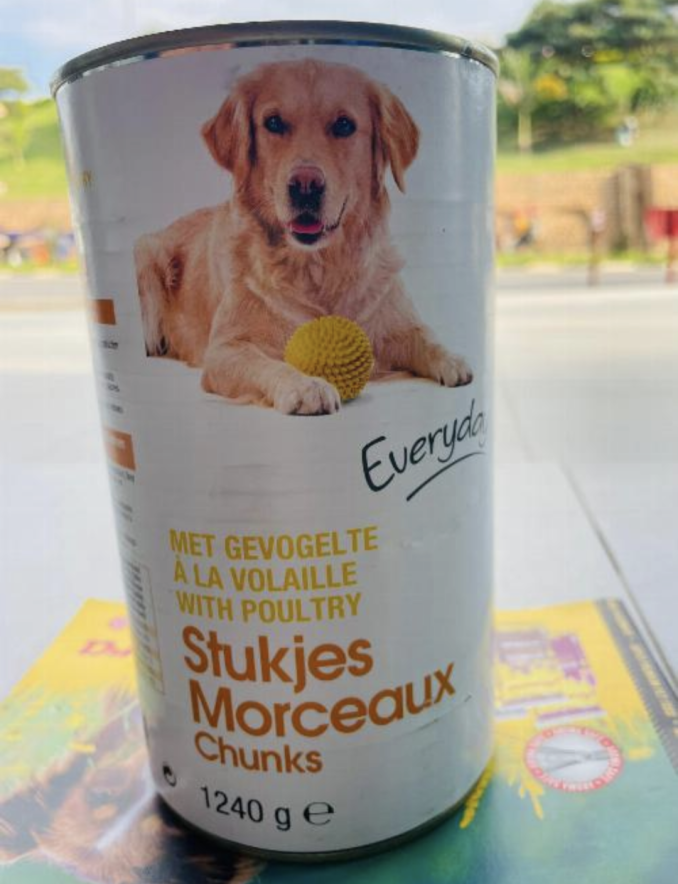 Everyday
MET GEVOGELTE
À LA VOLAILLE
WITH POULTRY
Stukjes
Morceaux
Chunks
1240 g e